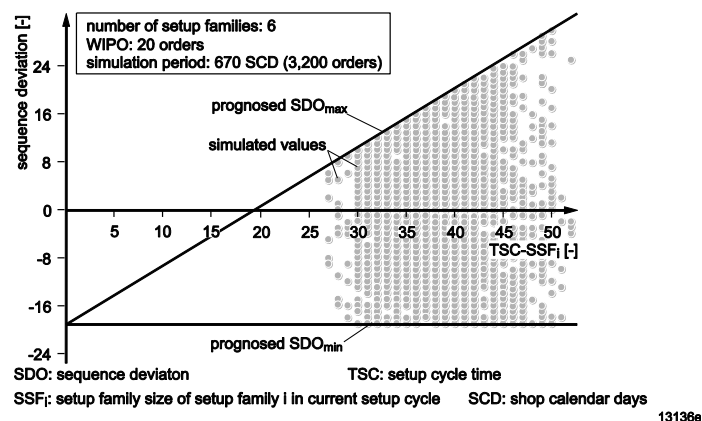 number of setup families: 6
WIPO: 20 orders
simulation period: 670 SCD (3,200 orders)
sequence deviation [-]
24
16
8
0
-8
-16
-24
prognosed SDOmax
simulated values
5 10 15 20 25 30 35 40 45 50
TSC-SSFi [-]
prognosed SDOmin
SDO: sequence deviaton TSC: setup cycle time
SSFi: setup family size of setup family i in current setup cycle SCD: shop calendar days
13136e